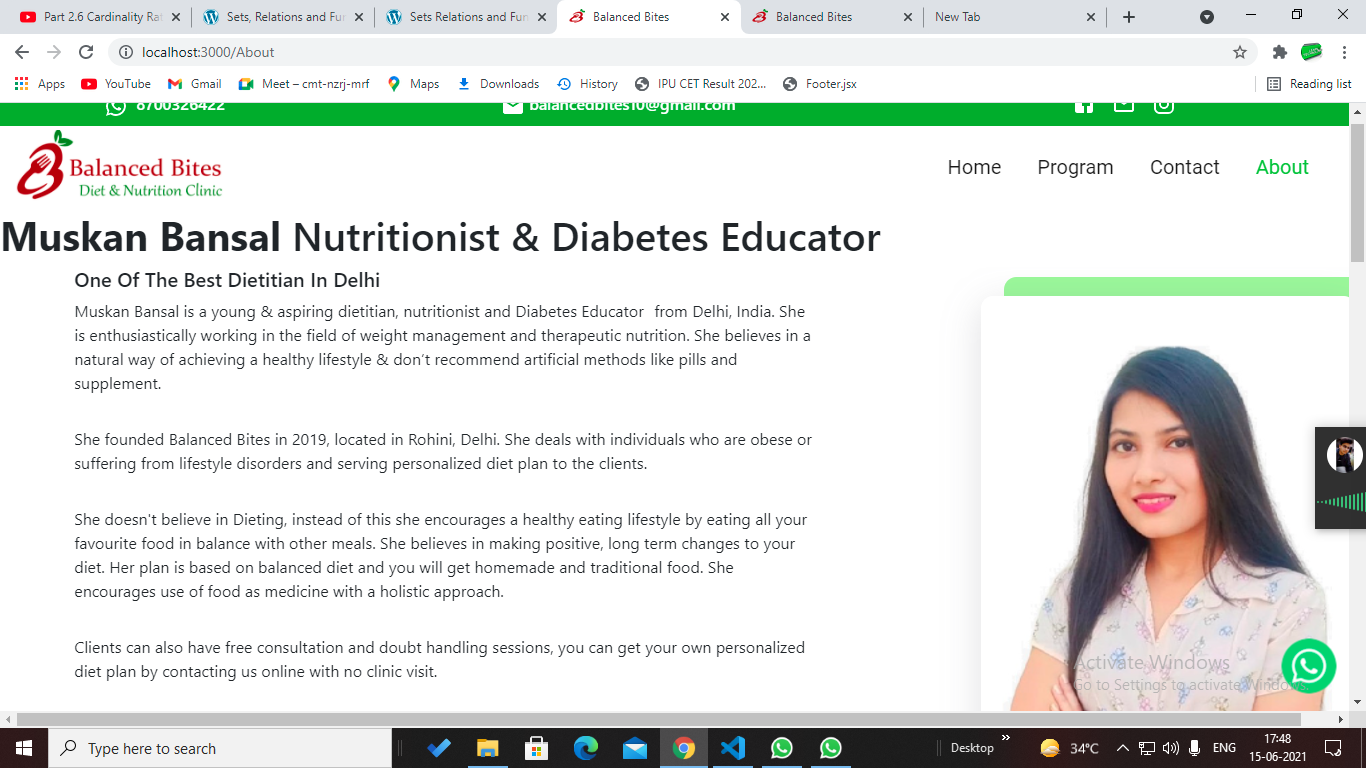 Part 2.6 Cardinality Rat
Sets, Relations and Fun
Sets Relations and Fun
Balanced Bites
Balanced Bites
New Tab
localhost:3000/About
Apps
YouTube
Gmail
Meet – cmt-nzrj-mrf
Maps
Downloads
History
IPU CET Result 202...
Footer.jsx
Reading list
8700326422
balancedbites10@gmail.com
Balanced Bites
Diet & Nutrition Clinic
Home
Program
Contact
About
Muskan Bansal Nutritionist & Diabetes Educator
One Of The Best Dietitian In Delhi
Muskan Bansal is a young & aspiring dietitian, nutritionist and Diabetes Educator from Delhi, India. She
is enthusiastically working in the field of weight management and therapeutic nutrition. She believes in a
natural way of achieving a healthy lifestyle & don’t recommend artificial methods like pills and
supplement.
She founded Balanced Bites in 2019, located in Rohini, Delhi. She deals with individuals who are obese or
suffering from lifestyle disorders and serving personalized diet plan to the clients.
She doesn't believe in Dieting, instead of this she encourages a healthy eating lifestyle by eating all your
favourite food in balance with other meals. She believes in making positive, long term changes to your
diet. Her plan is based on balanced diet and you will get homemade and traditional food. She
encourages use of food as medicine with a holistic approach.
Clients can also have free consultation and doubt handling sessions, you can get your own personalized
diet plan by contacting us online with no clinic visit.
Activate Windows
Go to Settings to activate Windows.
Type here to search
Desktop
34°C
ENG
17:48
15-06-2021